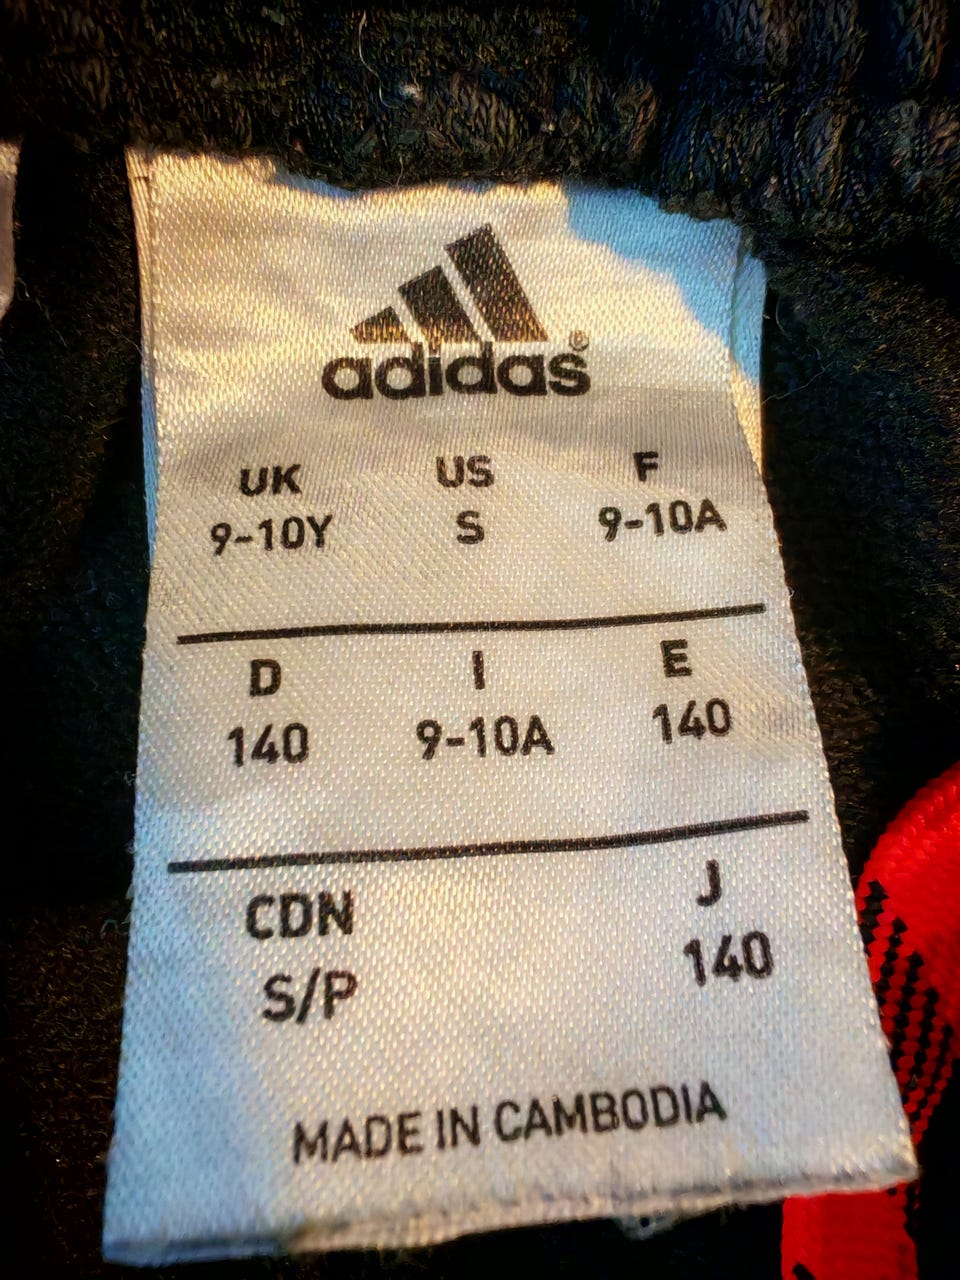 adidas®
UK US F
9-10Y S 9-10A
D I E
140 9-10A 140
CDN J
S/P 140
MADE IN CAMBODIA